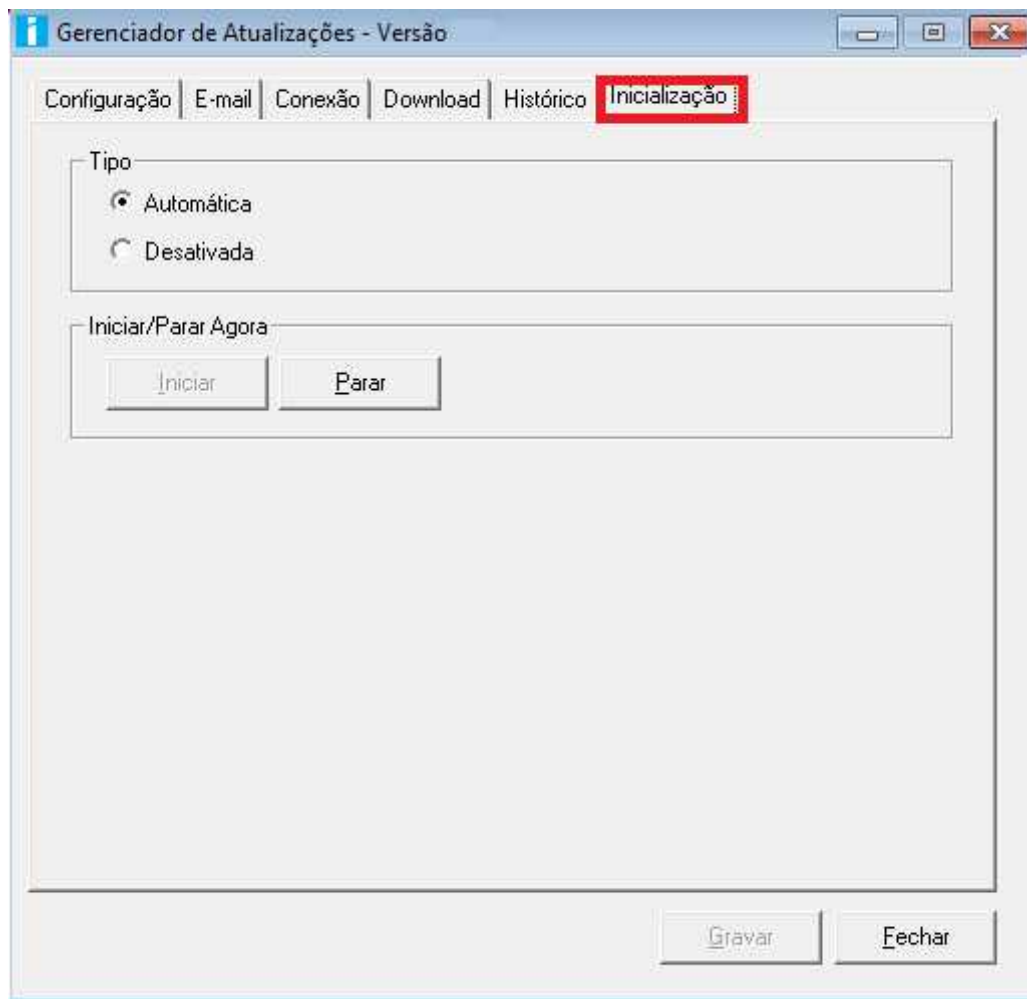 Gerenciador de Atualizações - Versão
Configuração E-mail Conexão Download Histórico Inicialização
Tipo
Automática
Desativada
Iniciar/Parar Agora
Iniciar Parar
Gravar Fechar